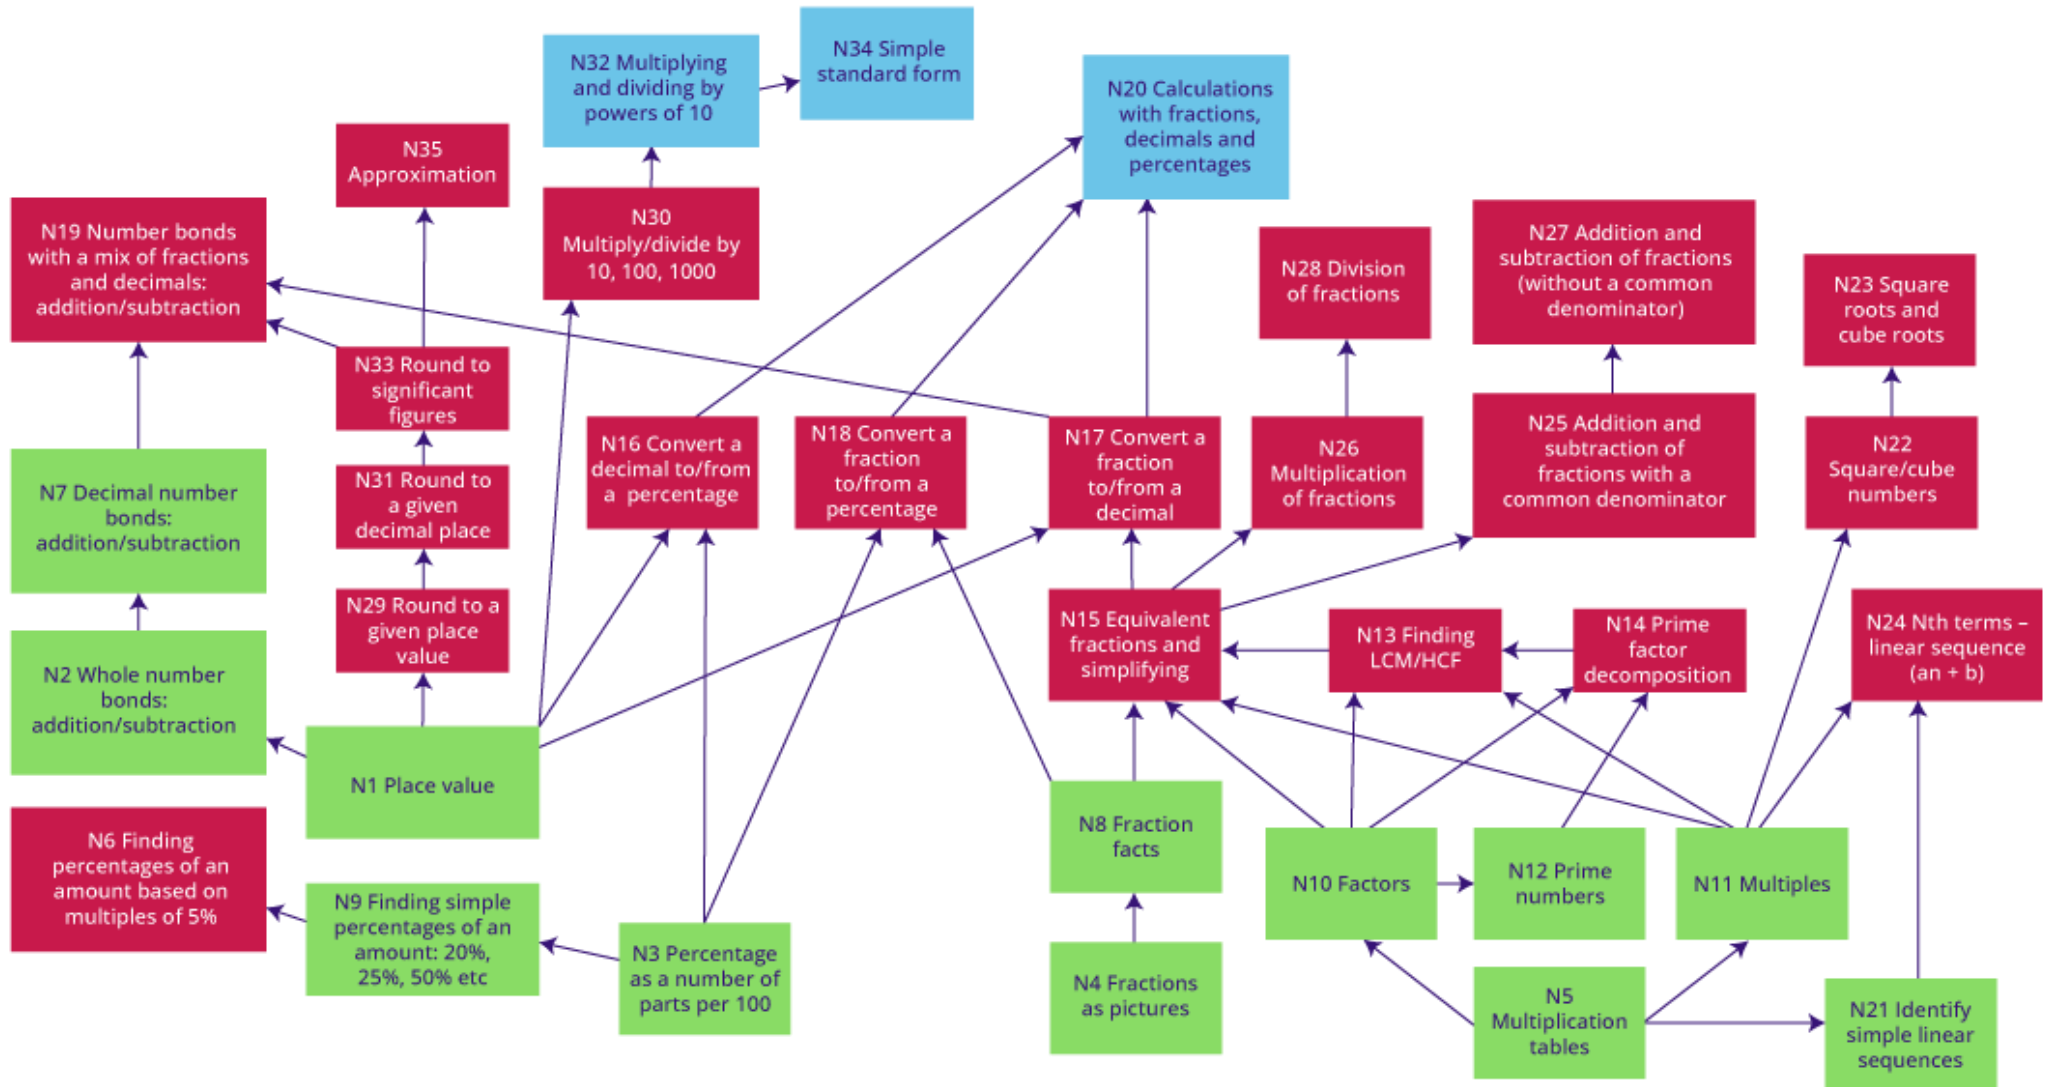 N34 Simple
standard form
N32 Multiplying
and dividing by
powers of 10
N20 Calculations
with fractions,
decimals and
percentages
N35
Approximation
N19 Number bonds
with a mix of fractions
and decimals:
addition/subtraction
N30
Multiply/divide by
10, 100, 1000
N28 Division
of fractions
N27 Addition and
subtraction of fractions
(without a common
denominator)
N23 Square
roots and
cube roots
N33 Round to
significant
figures
N16 Convert a
decimal to/from
a percentage
N18 Convert a
fraction
to/from a
percentage
N17 Convert a
fraction
to/from a
decimal
N26
Multiplication
of fractions
N25 Addition and
subtraction of
fractions with a
common denominator
N22
Square/cube
numbers
N7 Decimal number
bonds:
addition/subtraction
N31 Round to
a given
decimal place
N29 Round to a
given place
value
N15 Equivalent
fractions and
simplifying
N13 Finding
LCM/HCF
N14 Prime
factor
decomposition
N24 Nth terms –
linear sequence
(an + b)
N2 Whole number
bonds:
addition/subtraction
N1 Place value
N8 Fraction
facts
N10 Factors
N12 Prime
numbers
N11 Multiples
N6 Finding
percentages of an
amount based on
multiples of 5%
N9 Finding simple
percentages of an
amount: 20%,
25%, 50% etc
N3 Percentage
as a number of
parts per 100
N4 Fractions
as pictures
N5
Multiplication
tables
N21 Identify
simple linear
sequences